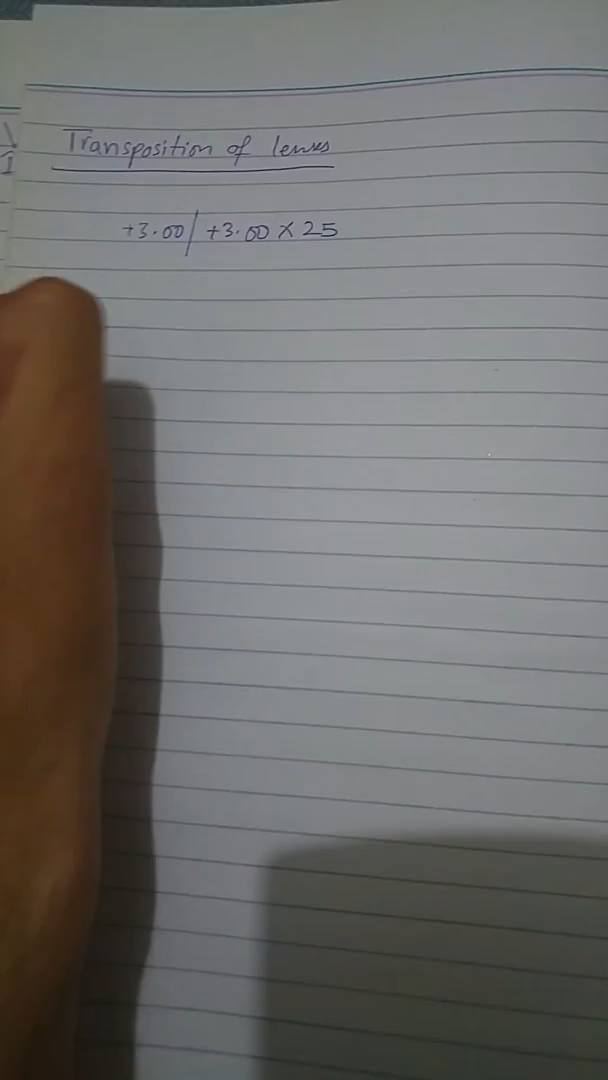 Transposition of lenses
+3.00/ +3.00 × 25